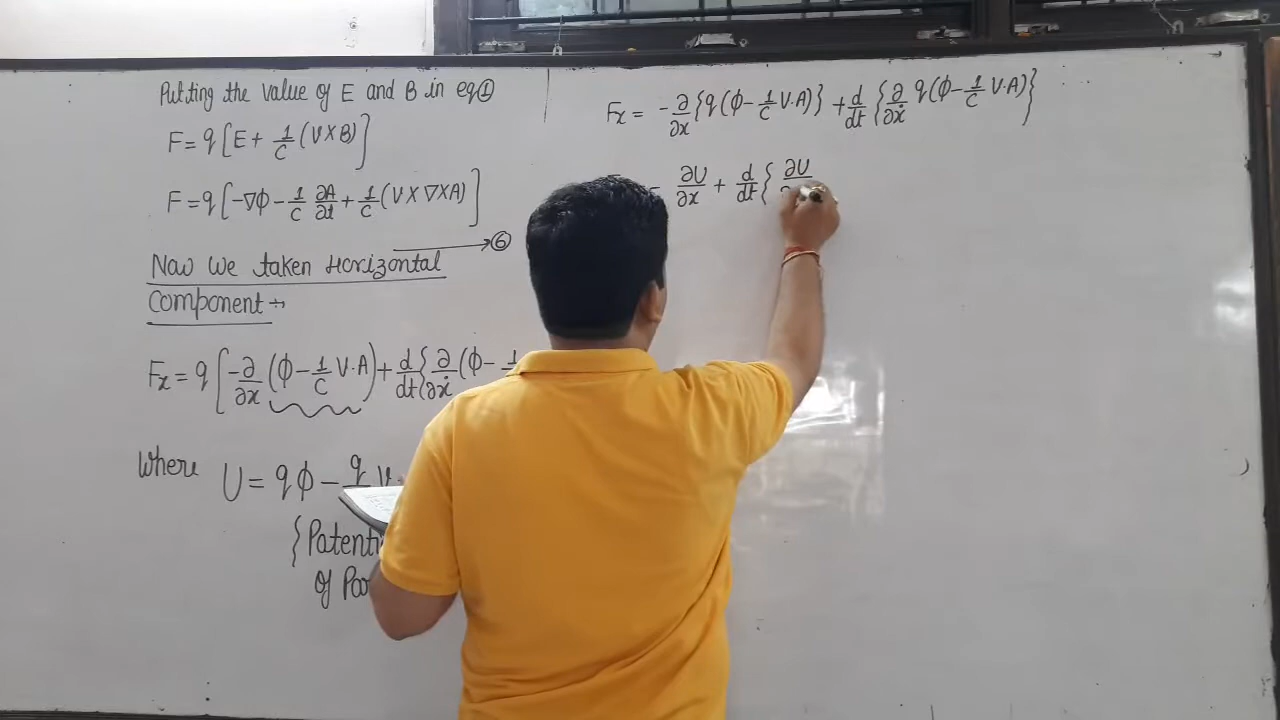 Putting the value of E and B in eq①
F = q[E + 1/C (V×B)]
F = q[-∇ϕ - 1/C ∂A/∂t + 1/C (V×∇×A)]
→⑥
Now we taken Horizontal
Component →
Fx = q[-∂/∂x (ϕ - 1/C V·A) + d/dt {∂/∂ẋ (ϕ - 1
Where U = qϕ - q V
{Potenti
of
Fx = -∂/∂x {q(ϕ - 1/C V·A)} + d/dt {∂/∂ẋ q(ϕ - 1/C V·A)}
∂U/∂x + d/dt {∂U